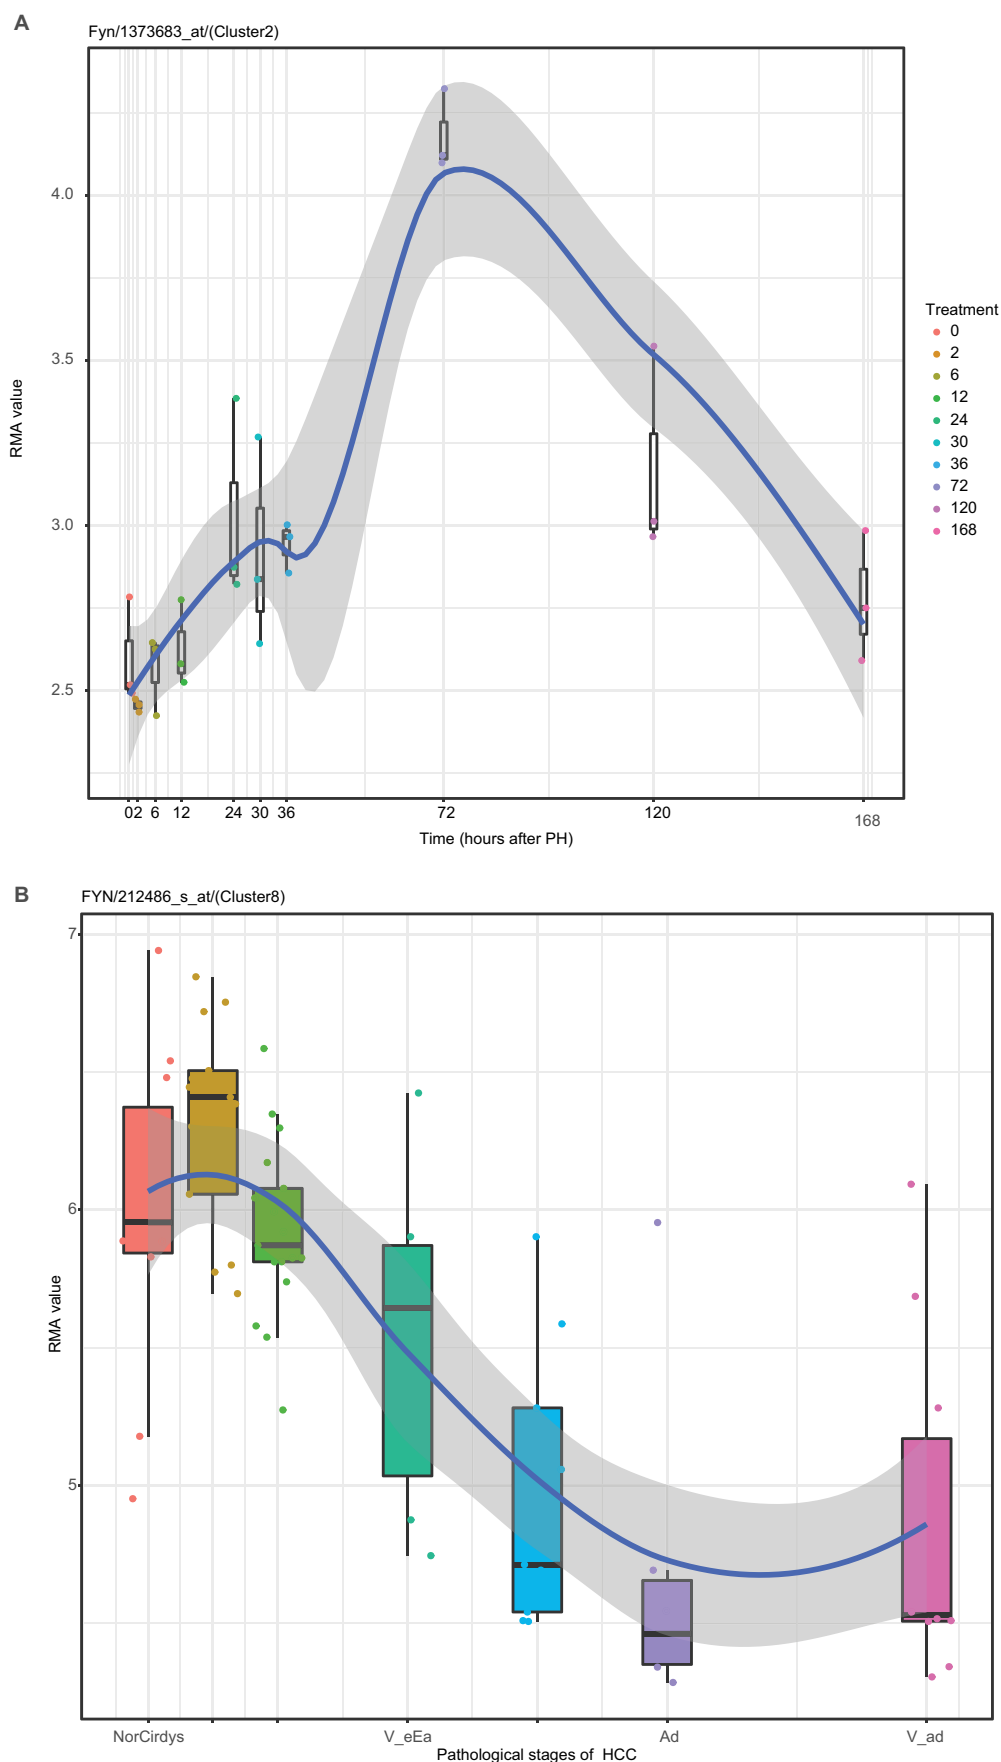 A
Fyn/1373683_at/(Cluster2)
4.0
3.5
3.0
2.5
RMA value
02 6 12 24 30 36 72 120 168
Time (hours after PH)
Treatment
0
2
6
12
24
30
36
72
120
168
B
FYN/212486_s_at/(Cluster8)
7
6
5
RMA value
NorCirdys V_eEa Ad V_ad
Pathological stages of HCC